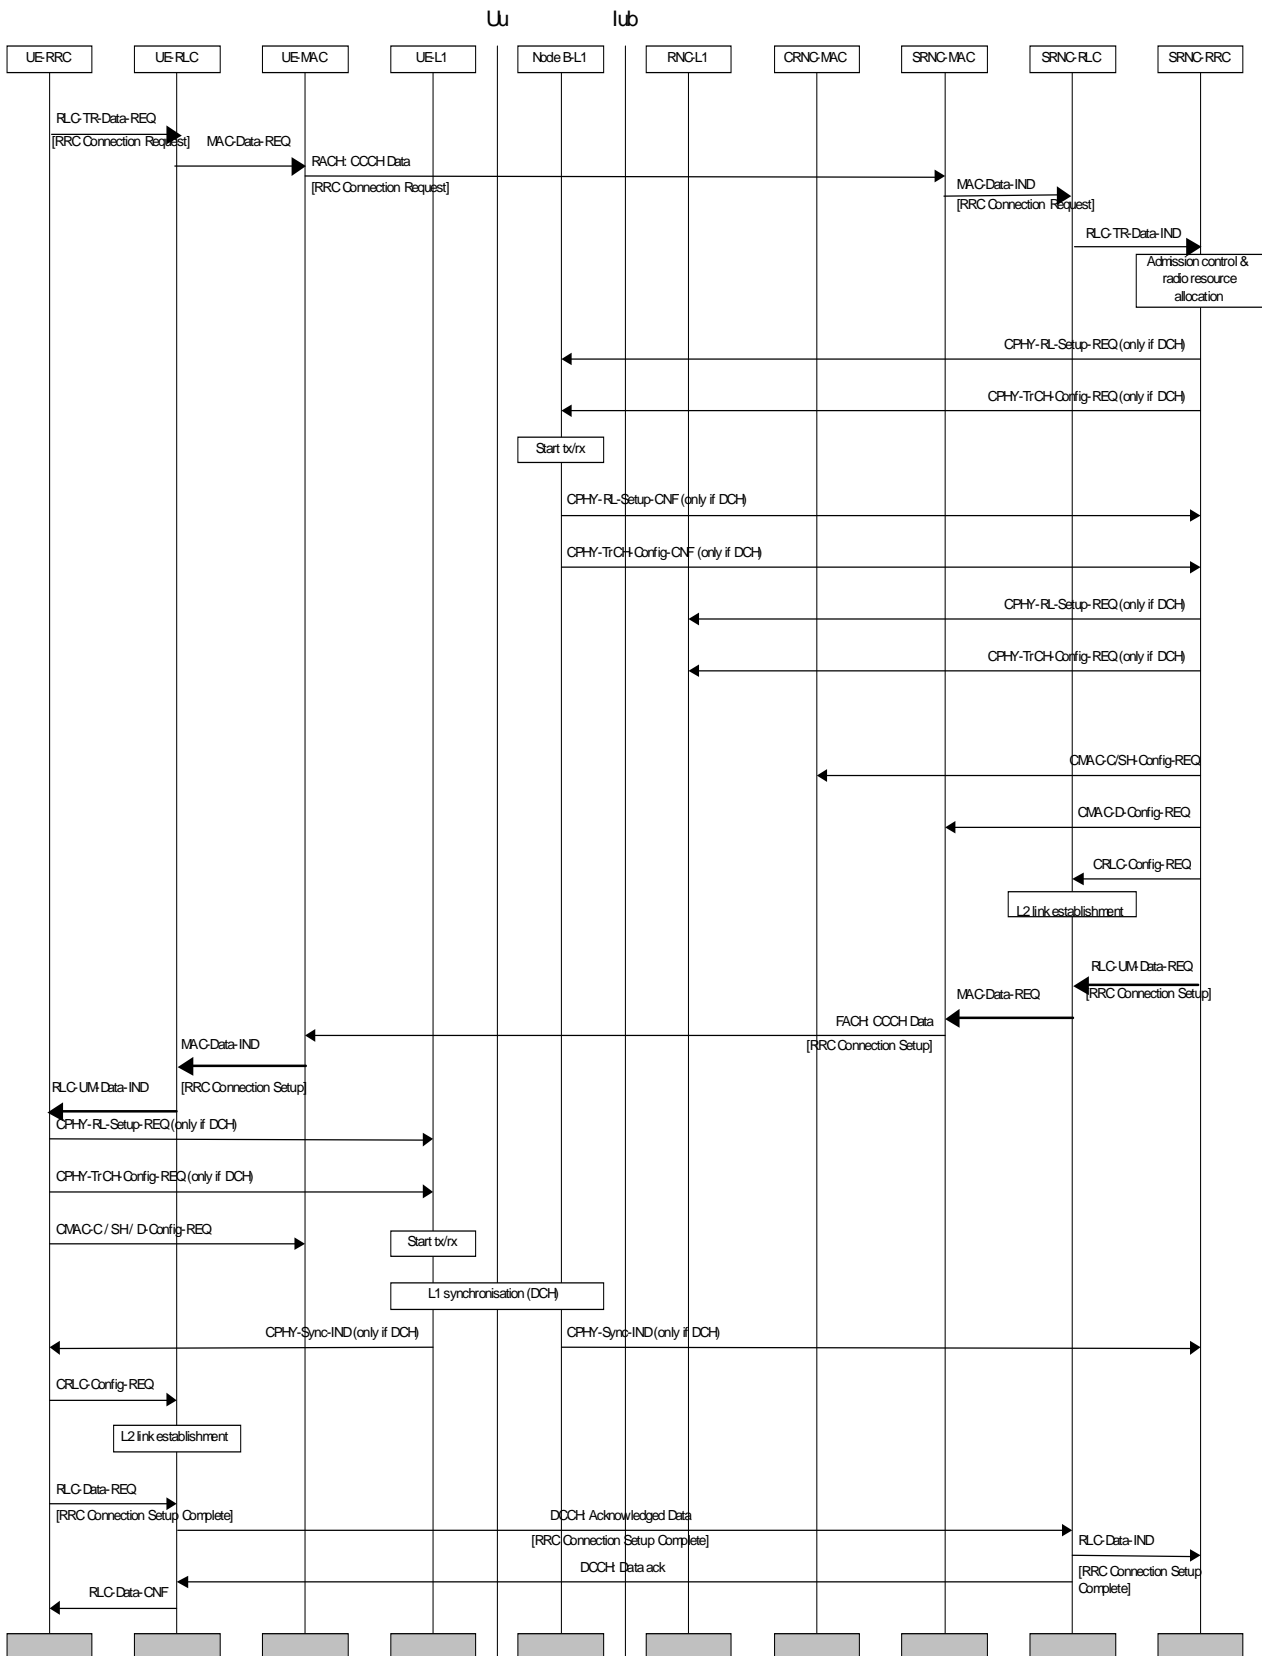 Uu
Iub
UE-RRC
UE-RLC
UE-MAC
UE-L1
Node B-L1
RNC-L1
CRNC-MAC
SRNC-MAC
SRNC-RLC
SRNC-RRC
RLC-TR-Data-REQ
[RRC Connection Request]
MAC-Data-REQ
RACH: CCCH Data
[RRC Connection Request]
MAC-Data-IND
[RRC Connection Request]
RLC-TR-Data-IND
Admission control &
radio resource
allocation
CPHY-RL-Setup-REQ (only if DCH)
CPHY-TrCH-Config-REQ (only if DCH)
Start tx/rx
CPHY-RL-Setup-CNF (only if DCH)
CPHY-TrCH-Config-CNF (only if DCH)
CPHY-RL-Setup-REQ (only if DCH)
CPHY-TrCH-Config-REQ (only if DCH)
CMAC-C/SH-Config-REQ
CMAC-D-Config-REQ
CRLC-Config-REQ
L2 link establishment
RLC-UM-Data-REQ
[RRC Connection Setup]
MAC-Data-REQ
FACH: CCCH Data
[RRC Connection Setup]
MAC-Data-IND
[RRC Connection Setup]
RLC-UM-Data-IND
CPHY-RL-Setup-REQ (only if DCH)
CPHY-TrCH-Config-REQ (only if DCH)
CMAC-C / SH / D-Config-REQ
Start tx/rx
L1 synchronisation (DCH)
CPHY-Sync-IND (only if DCH)
CPHY-Sync-IND (only if DCH)
CRLC-Config-REQ
L2 link establishment
RLC-Data-REQ
[RRC Connection Setup Complete]
DCCH: Acknowledged Data
[RRC Connection Setup Complete]
RLC-Data-IND
[RRC Connection Setup
Complete]
DCCH: Data ack
RLC-Data-CNF